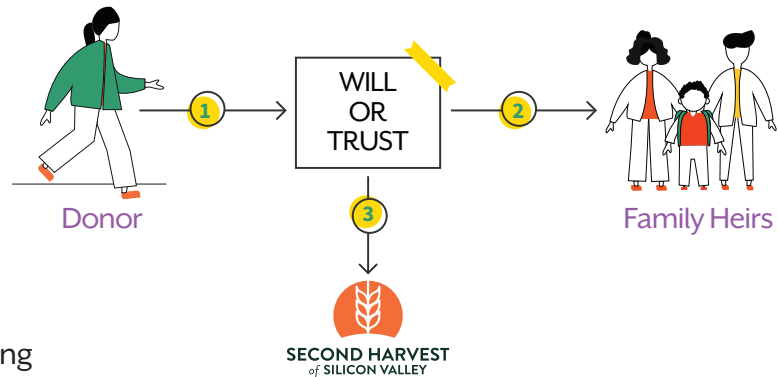 1
WILL
OR
TRUST
2
3
Donor
Family Heirs
SECOND HARVEST
of SILICON VALLEY
ng